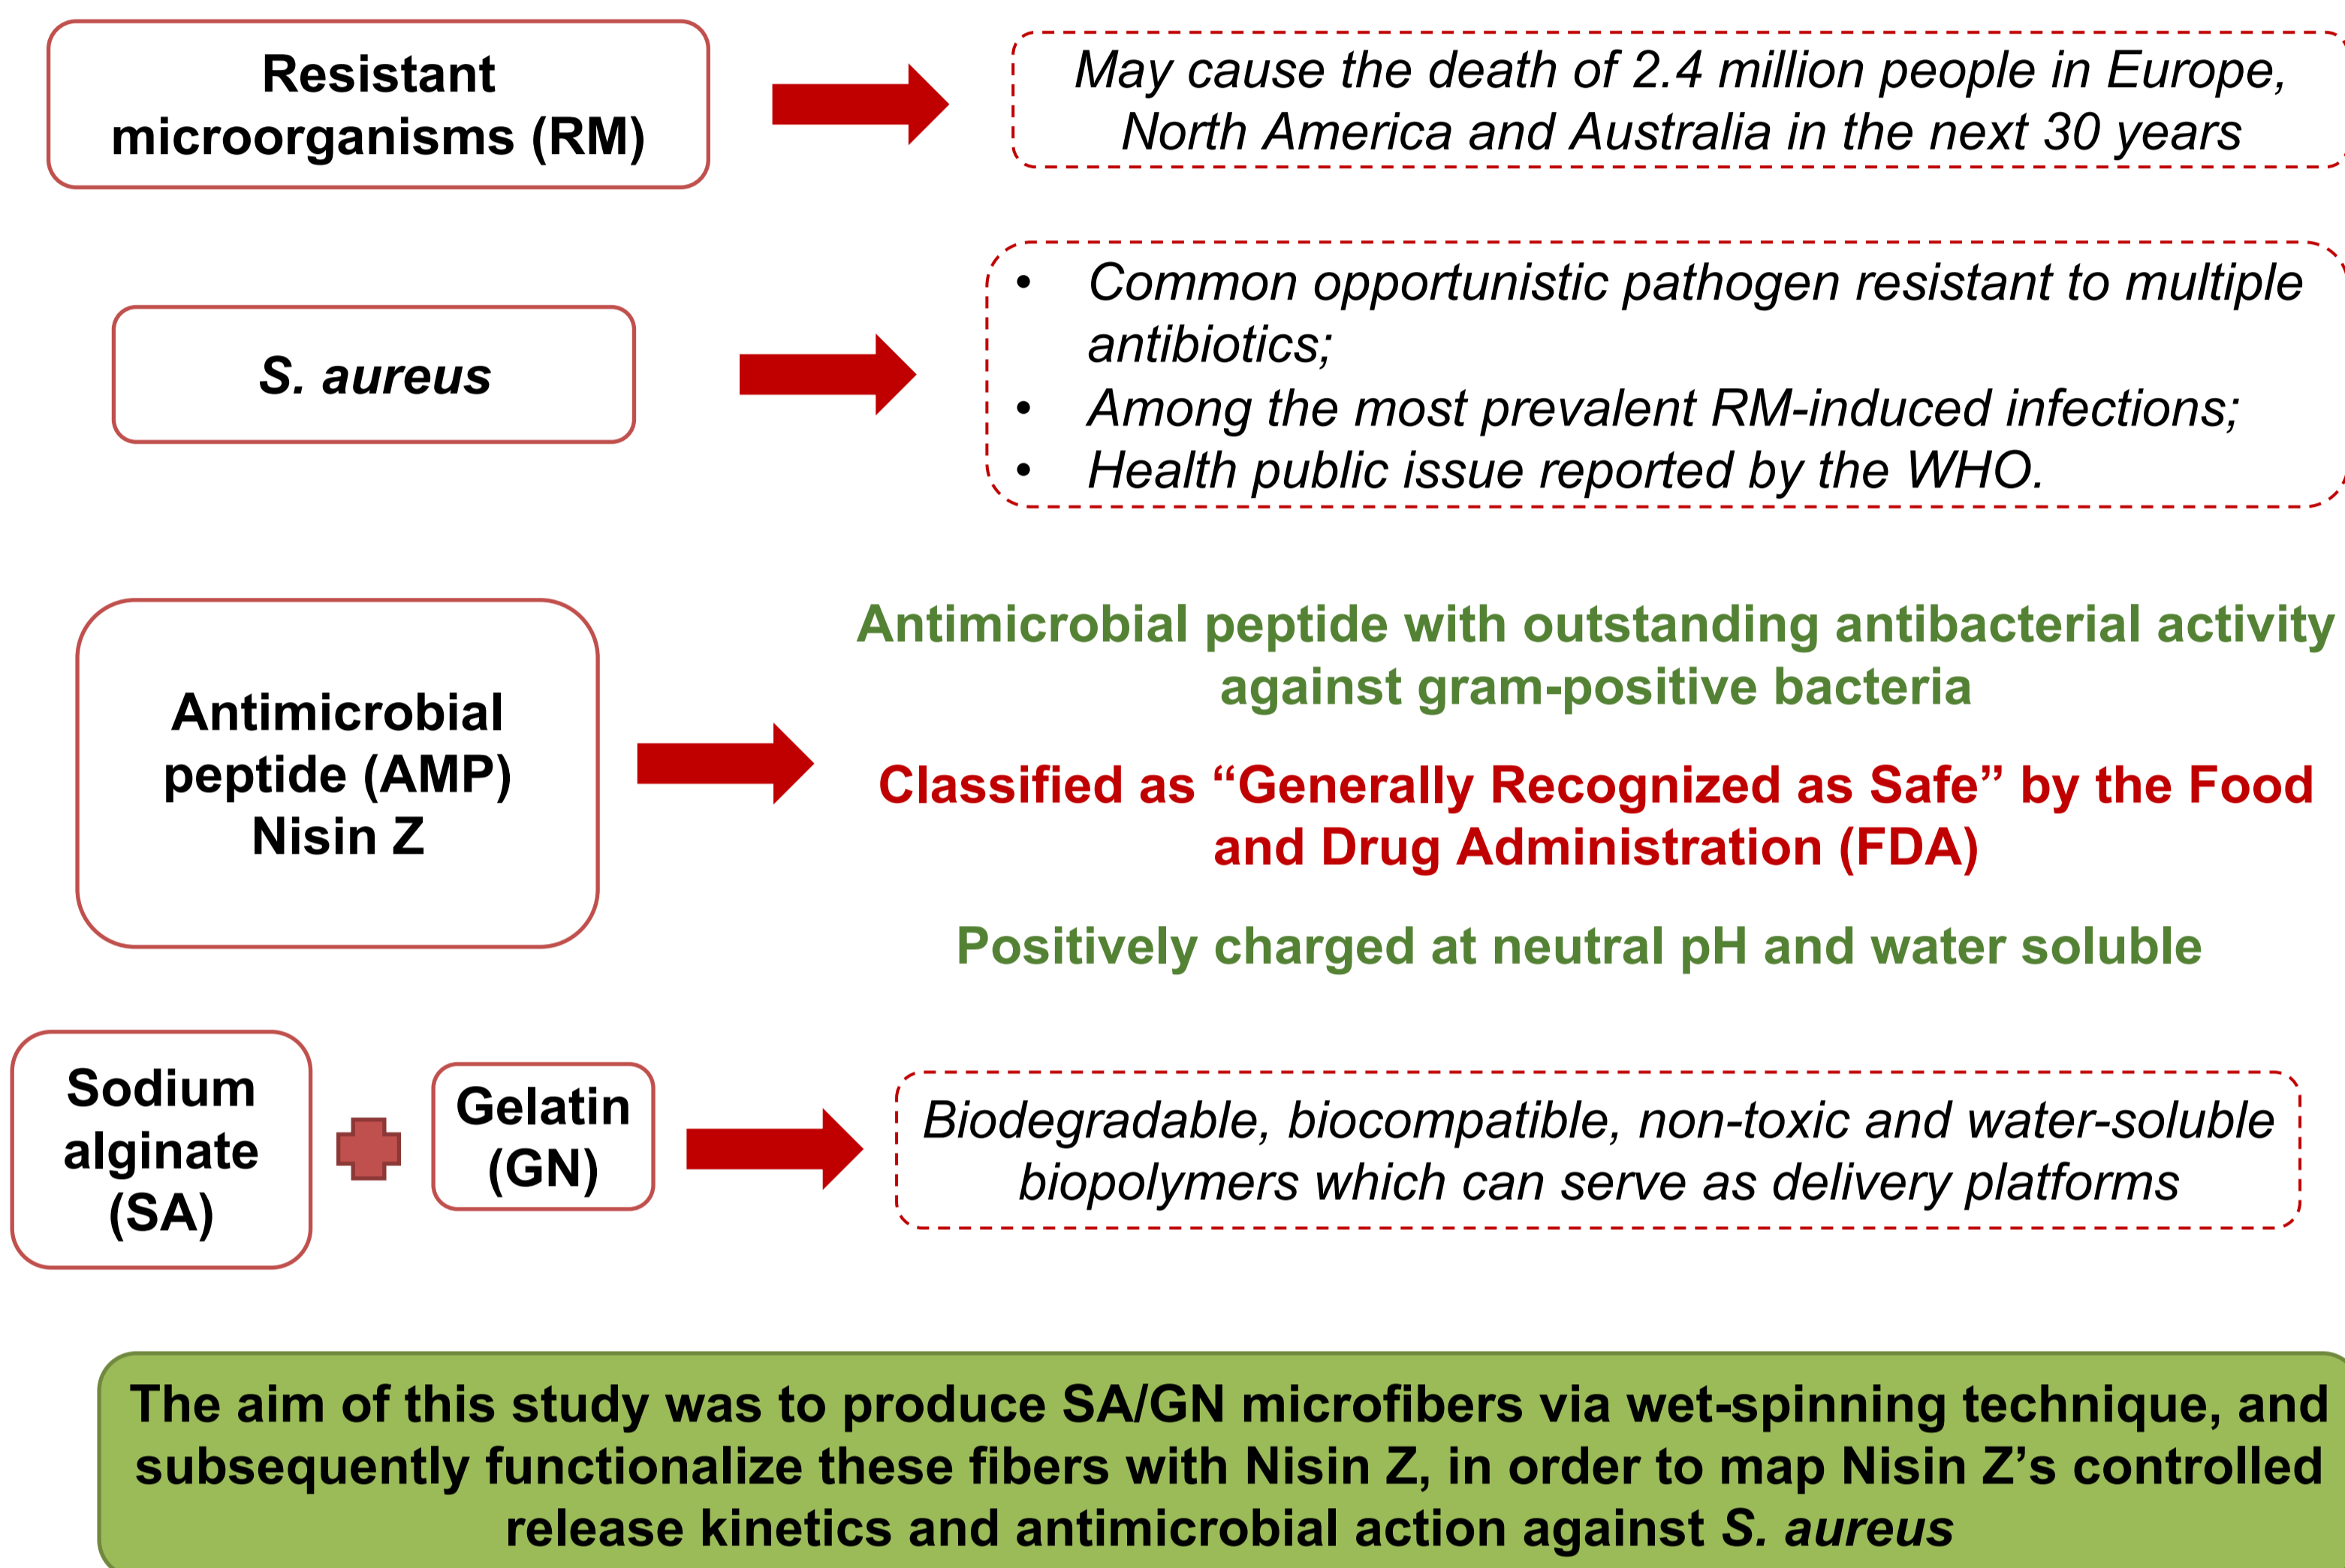 Resistant
microorganisms (RM)
May cause the death of 2.4 million people in Europe,
North America and Australia in the next 30 years
S. aureus
• Common opportunistic pathogen resistant to multiple
antibiotics;
• Among the most prevalent RM-induced infections;
• Health public issue reported by the WHO.
Antimicrobial
peptide (AMP)
Nisin Z
Antimicrobial peptide with outstanding antibacterial activity
against gram-positive bacteria
Classified as “Generally Recognized as Safe” by the Food
and Drug Administration (FDA)
Positively charged at neutral pH and water soluble
Sodium
alginate
(SA)
Gelatin
(GN)
Biodegradable, biocompatible, non-toxic and water-soluble
biopolymers which can serve as delivery platforms
The aim of this study was to produce SA/GN microfibers via wet-spinning technique, and
subsequently functionalize these fibers with Nisin Z, in order to map Nisin Z’s controlled
release kinetics and antimicrobial action against S. aureus